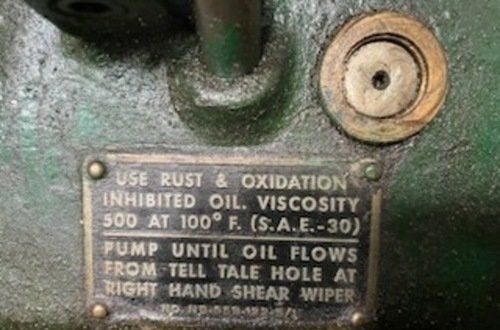 USE RUST & OXIDATION
INHIBITED OIL. VISCOSITY
500 AT 100° F. (S.A.E.-30)
PUMP UNTIL OIL FLOWS
FROM TELL TALE HOLE AT
RIGHT HAND SHEAR WIPER